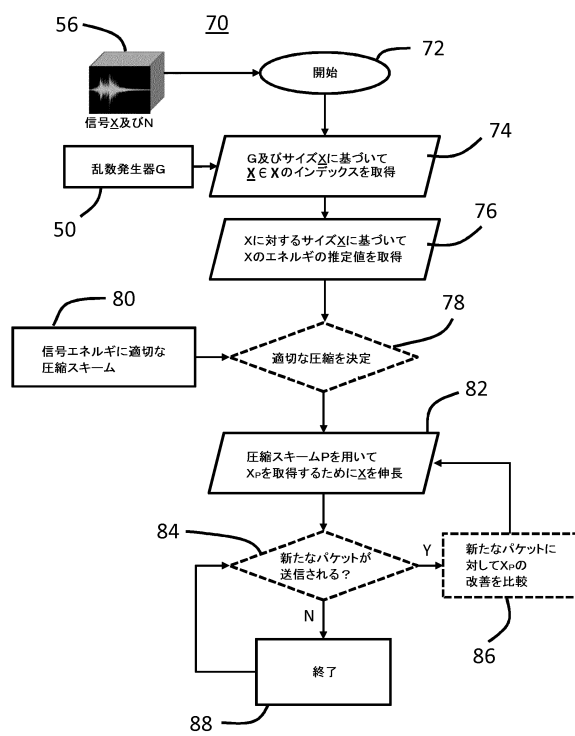 56
70
72
開始
信号X及びN
74
G及びサイズXに基づいて
X∈Xのインデックスを取得
乱数発生器G
50
76
Xに対するサイズXに基づいて
Xのエネルギの推定値を取得
80
78
信号エネルギに適切な
圧縮スキーム
適切な圧縮を決定
82
圧縮スキームPを用いて
XPを取得するためにXを伸長
84
新たなパケットが
送信される?
Y
新たなパケットに
対してXPの
改善を比較
N
86
終了
88